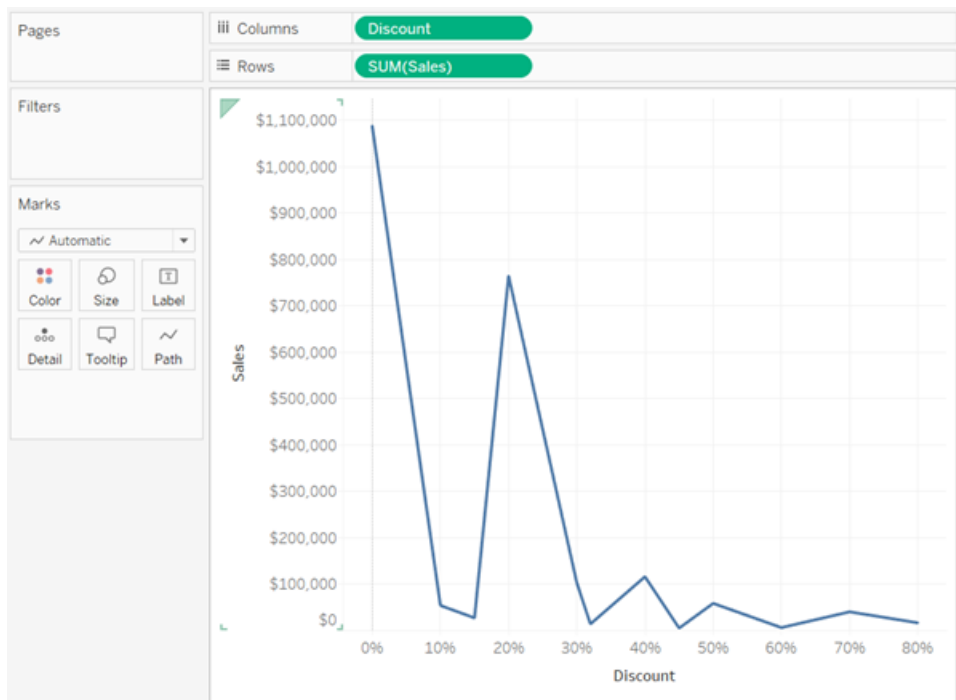 Pages
Columns
Discount
Rows
SUM(Sales)
Filters
Marks
Automatic
Color
Size
T
Label
Detail
Tooltip
Path
Sales
$1,100,000
$1,000,000
$900,000
$800,000
$700,000
$600,000
$500,000
$400,000
$300,000
$200,000
$100,000
$0
0% 10% 20% 30% 40% 50% 60% 70% 80%
Discount